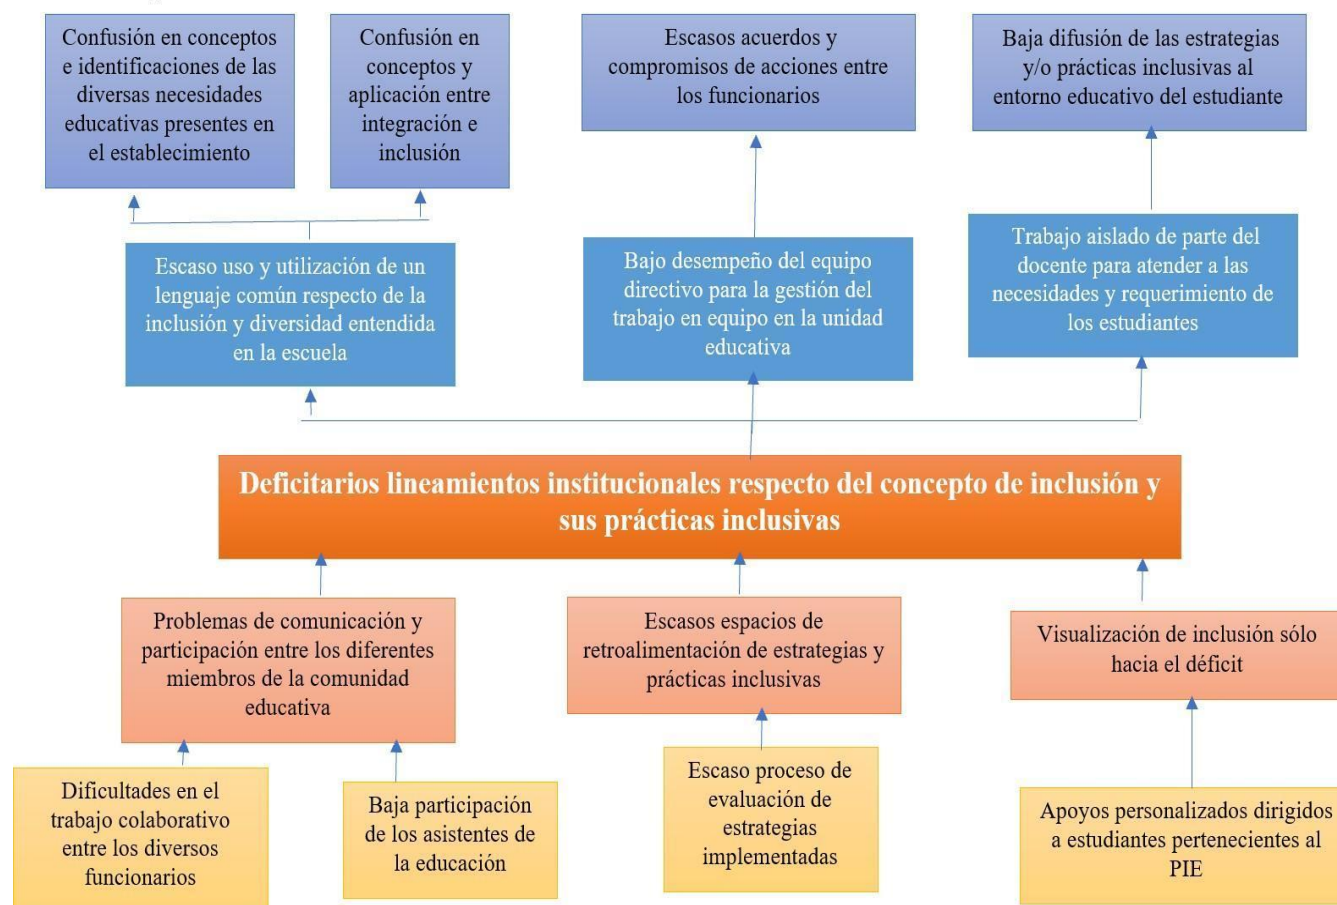 Confusión en conceptos
e identificaciones de las
diversas necesidades
educativas presentes en
el establecimiento
Confusión en
conceptos y
aplicación entre
integración e
inclusión
Escasos acuerdos y
compromisos de acciones entre
los funcionarios
Baja difusión de las estrategias
y/o prácticas inclusivas al
entorno educativo del estudiante
Escaso uso y utilización de un
lenguaje común respecto de la
inclusión y diversidad entendida
en la escuela
Bajo desempeño del equipo
directivo para la gestión del
trabajo en equipo en la unidad
educativa
Trabajo aislado de parte del
docente para atender a las
necesidades y requerimiento de
los estudiantes
Deficitarios lineamientos institucionales respecto del concepto de inclusión y
sus prácticas inclusivas
Problemas de comunicación y
participación entre los diferentes
miembros de la comunidad
educativa
Escasos espacios de
retroalimentación de estrategias y
prácticas inclusivas
Visualización de inclusión sólo
hacia el déficit
Dificultades en el
trabajo colaborativo
entre los diversos
funcionarios
Baja participación
de los asistentes de
la educación
Escaso proceso de
evaluación de
estrategias
implementadas
Apoyos personalizados dirigidos
a estudiantes pertenecientes al
PIE